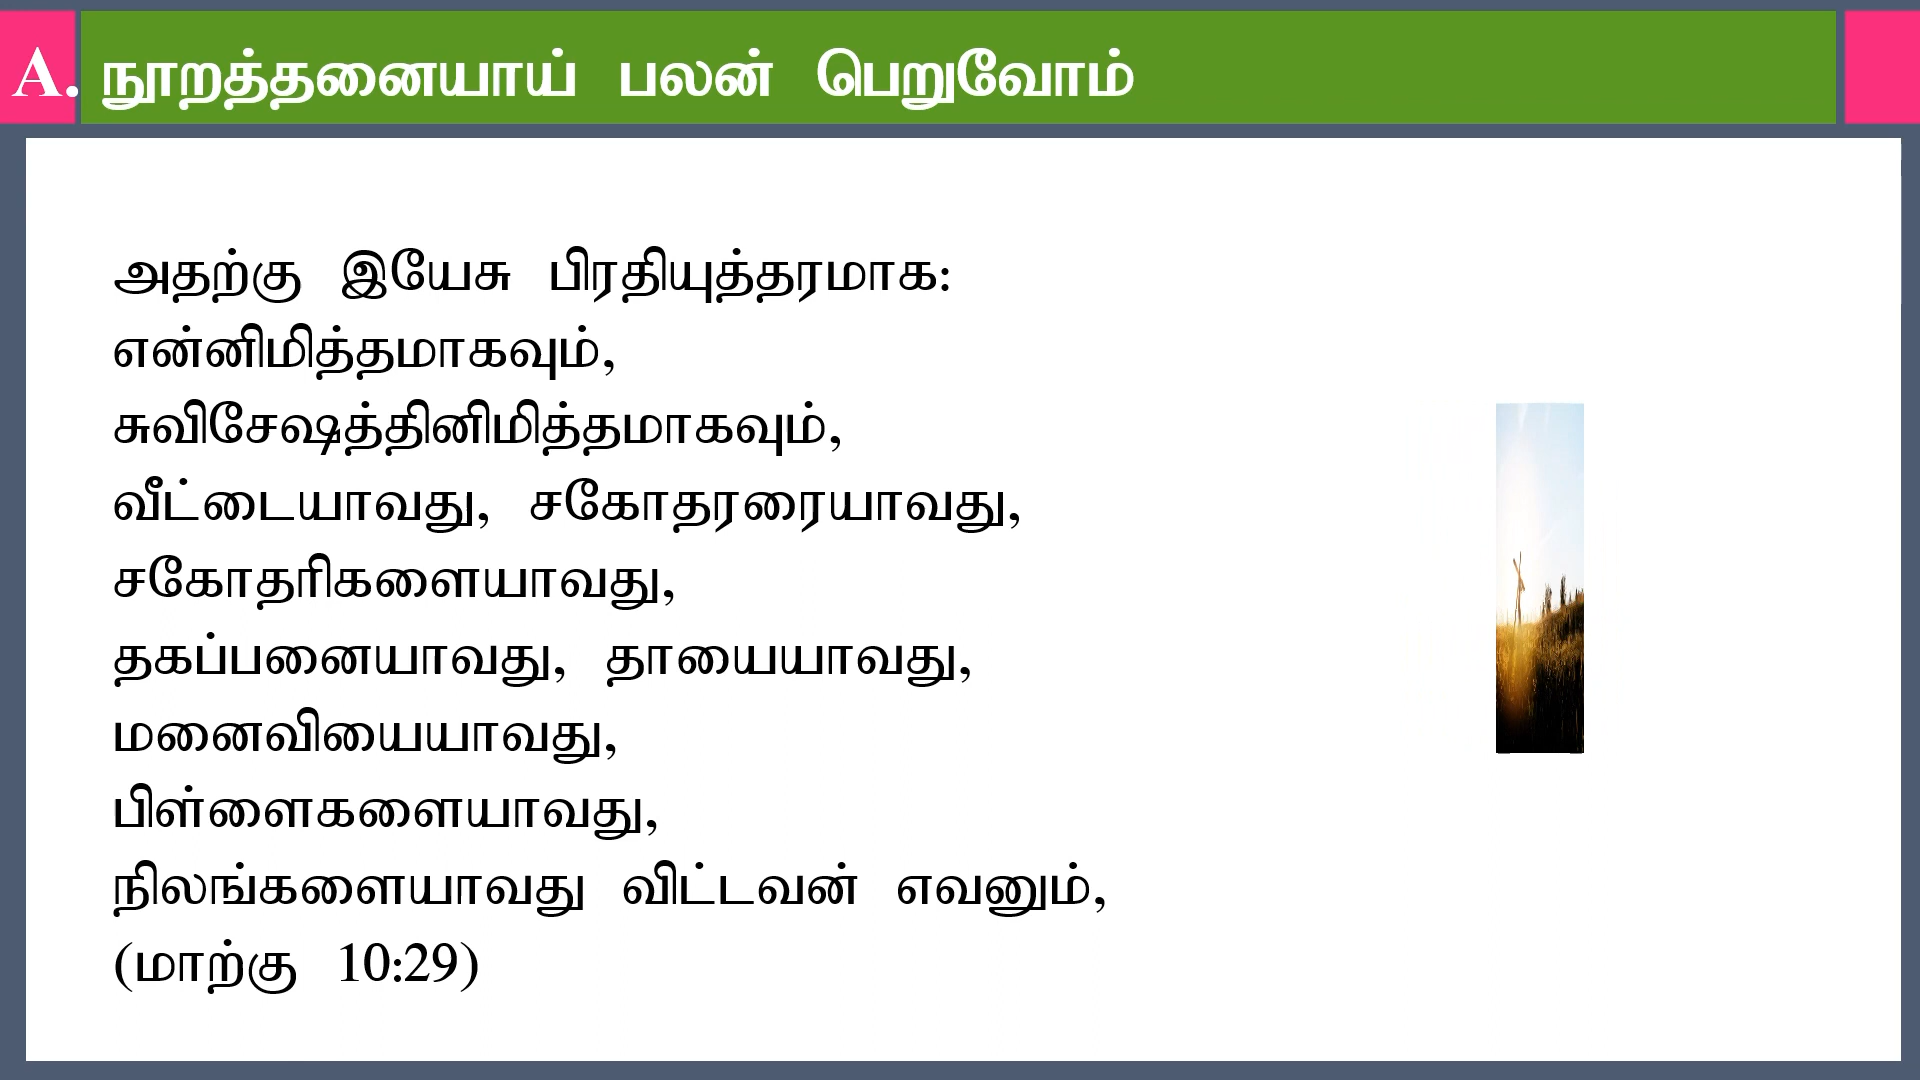 A. நூறத்தனையாய் பலன் பெறுவோம்
அதற்கு இயேசு பிரதியுத்தரமாக:
என்னிமித்தமாகவும்,
சுவிசேஷத்தினிமித்தமாகவும்,
வீட்டையாவது, சகோதரரையாவது,
சகோதரிகளையாவது,
தகப்பனையாவது, தாயையாவது,
மனைவியையாவது,
பிள்ளைகளையாவது,
நிலங்களையாவது விட்டவன் எவனும்,
(மாற்கு 10:29)